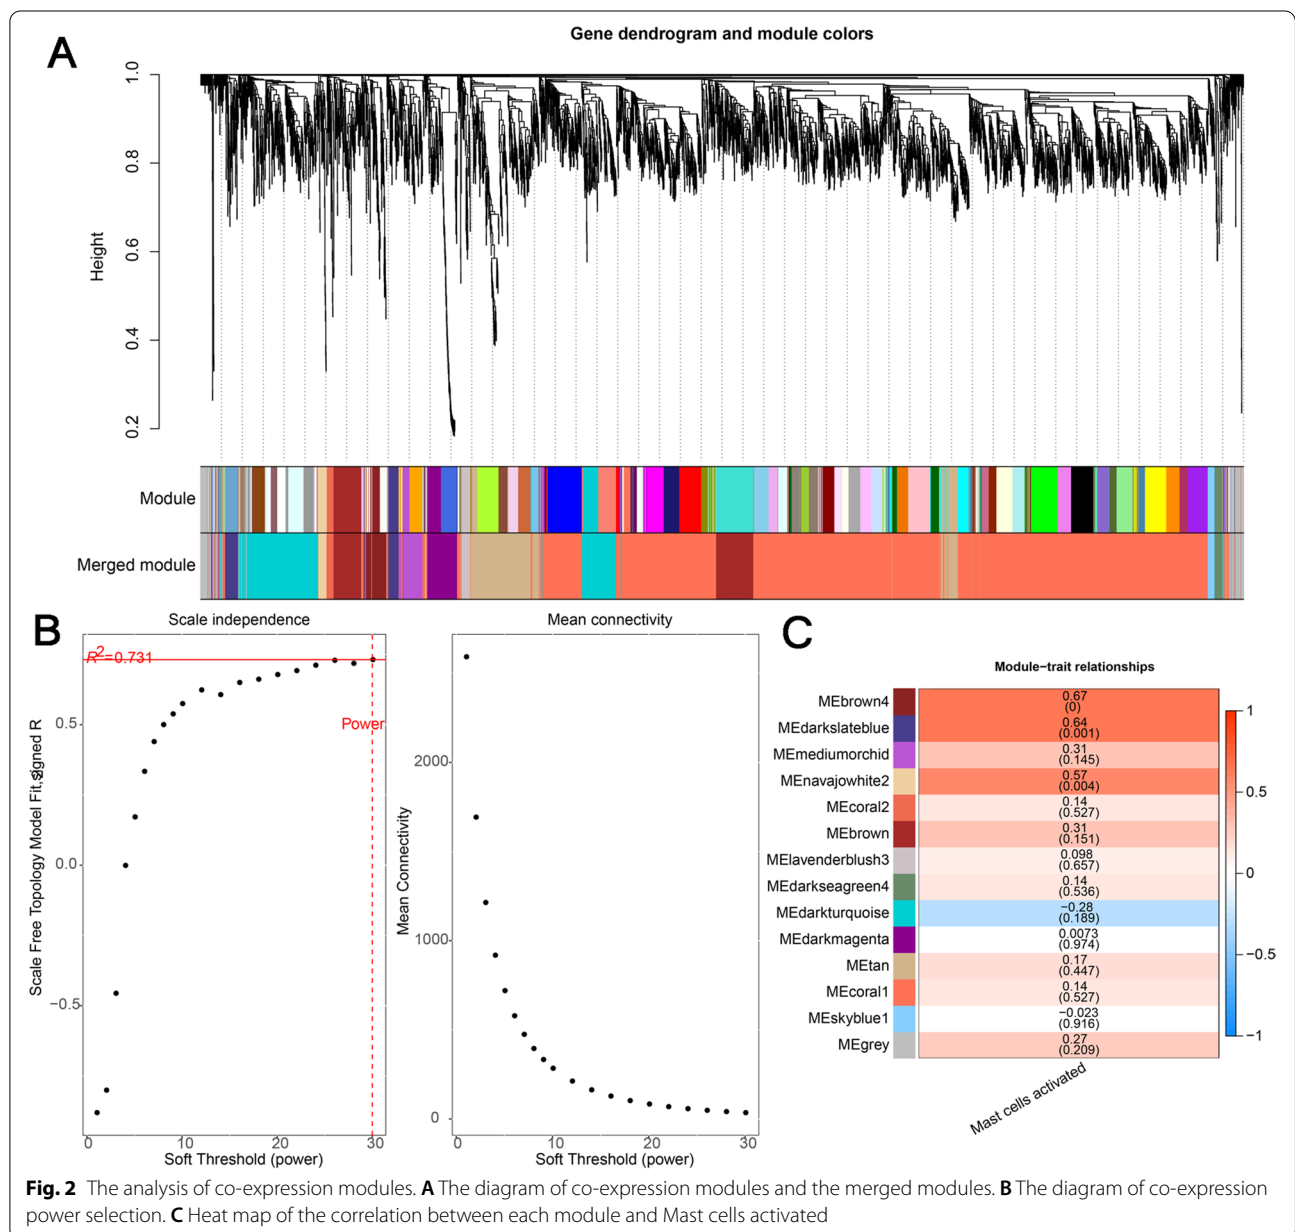 A
Gene dendrogram and module colors
Height
1.0
0.8
0.6
0.4
0.2
Module
Merged module
B
Scale independence
R2=0.731
Power
Scale Free Topology Model Fit,signed R2
0.5
0.0
−0.5
0 10 20 30
Soft Threshold (power)
Mean connectivity
Mean Connectivity
2000
1000
0
0 10 20 30
Soft Threshold (power)
C
Module−trait relationships
MEbrown4 0.67 (0)
MEdarkslateblue 0.64 (0.001)
MEmediumorchid 0.31 (0.145)
MEnavajowhite2 0.57 (0.004)
MEcoral2 0.14 (0.527)
MEbrown 0.31 (0.151)
MElavenderblush3 0.098 (0.657)
MEdarkseagreen4 0.14 (0.536)
MEdarkturquoise −0.28 (0.189)
MEdarkmagenta 0.0073 (0.974)
MEtan 0.17 (0.447)
MEcoral1 0.14 (0.527)
MEskyblue1 −0.023 (0.916)
MEgrey 0.27 (0.209)
Mast cells activated
1
0.5
0
−0.5
−1
Fig. 2 The analysis of co-expression modules. A The diagram of co-expression modules and the merged modules. B The diagram of co-expression
power selection. C Heat map of the correlation between each module and Mast cells activated